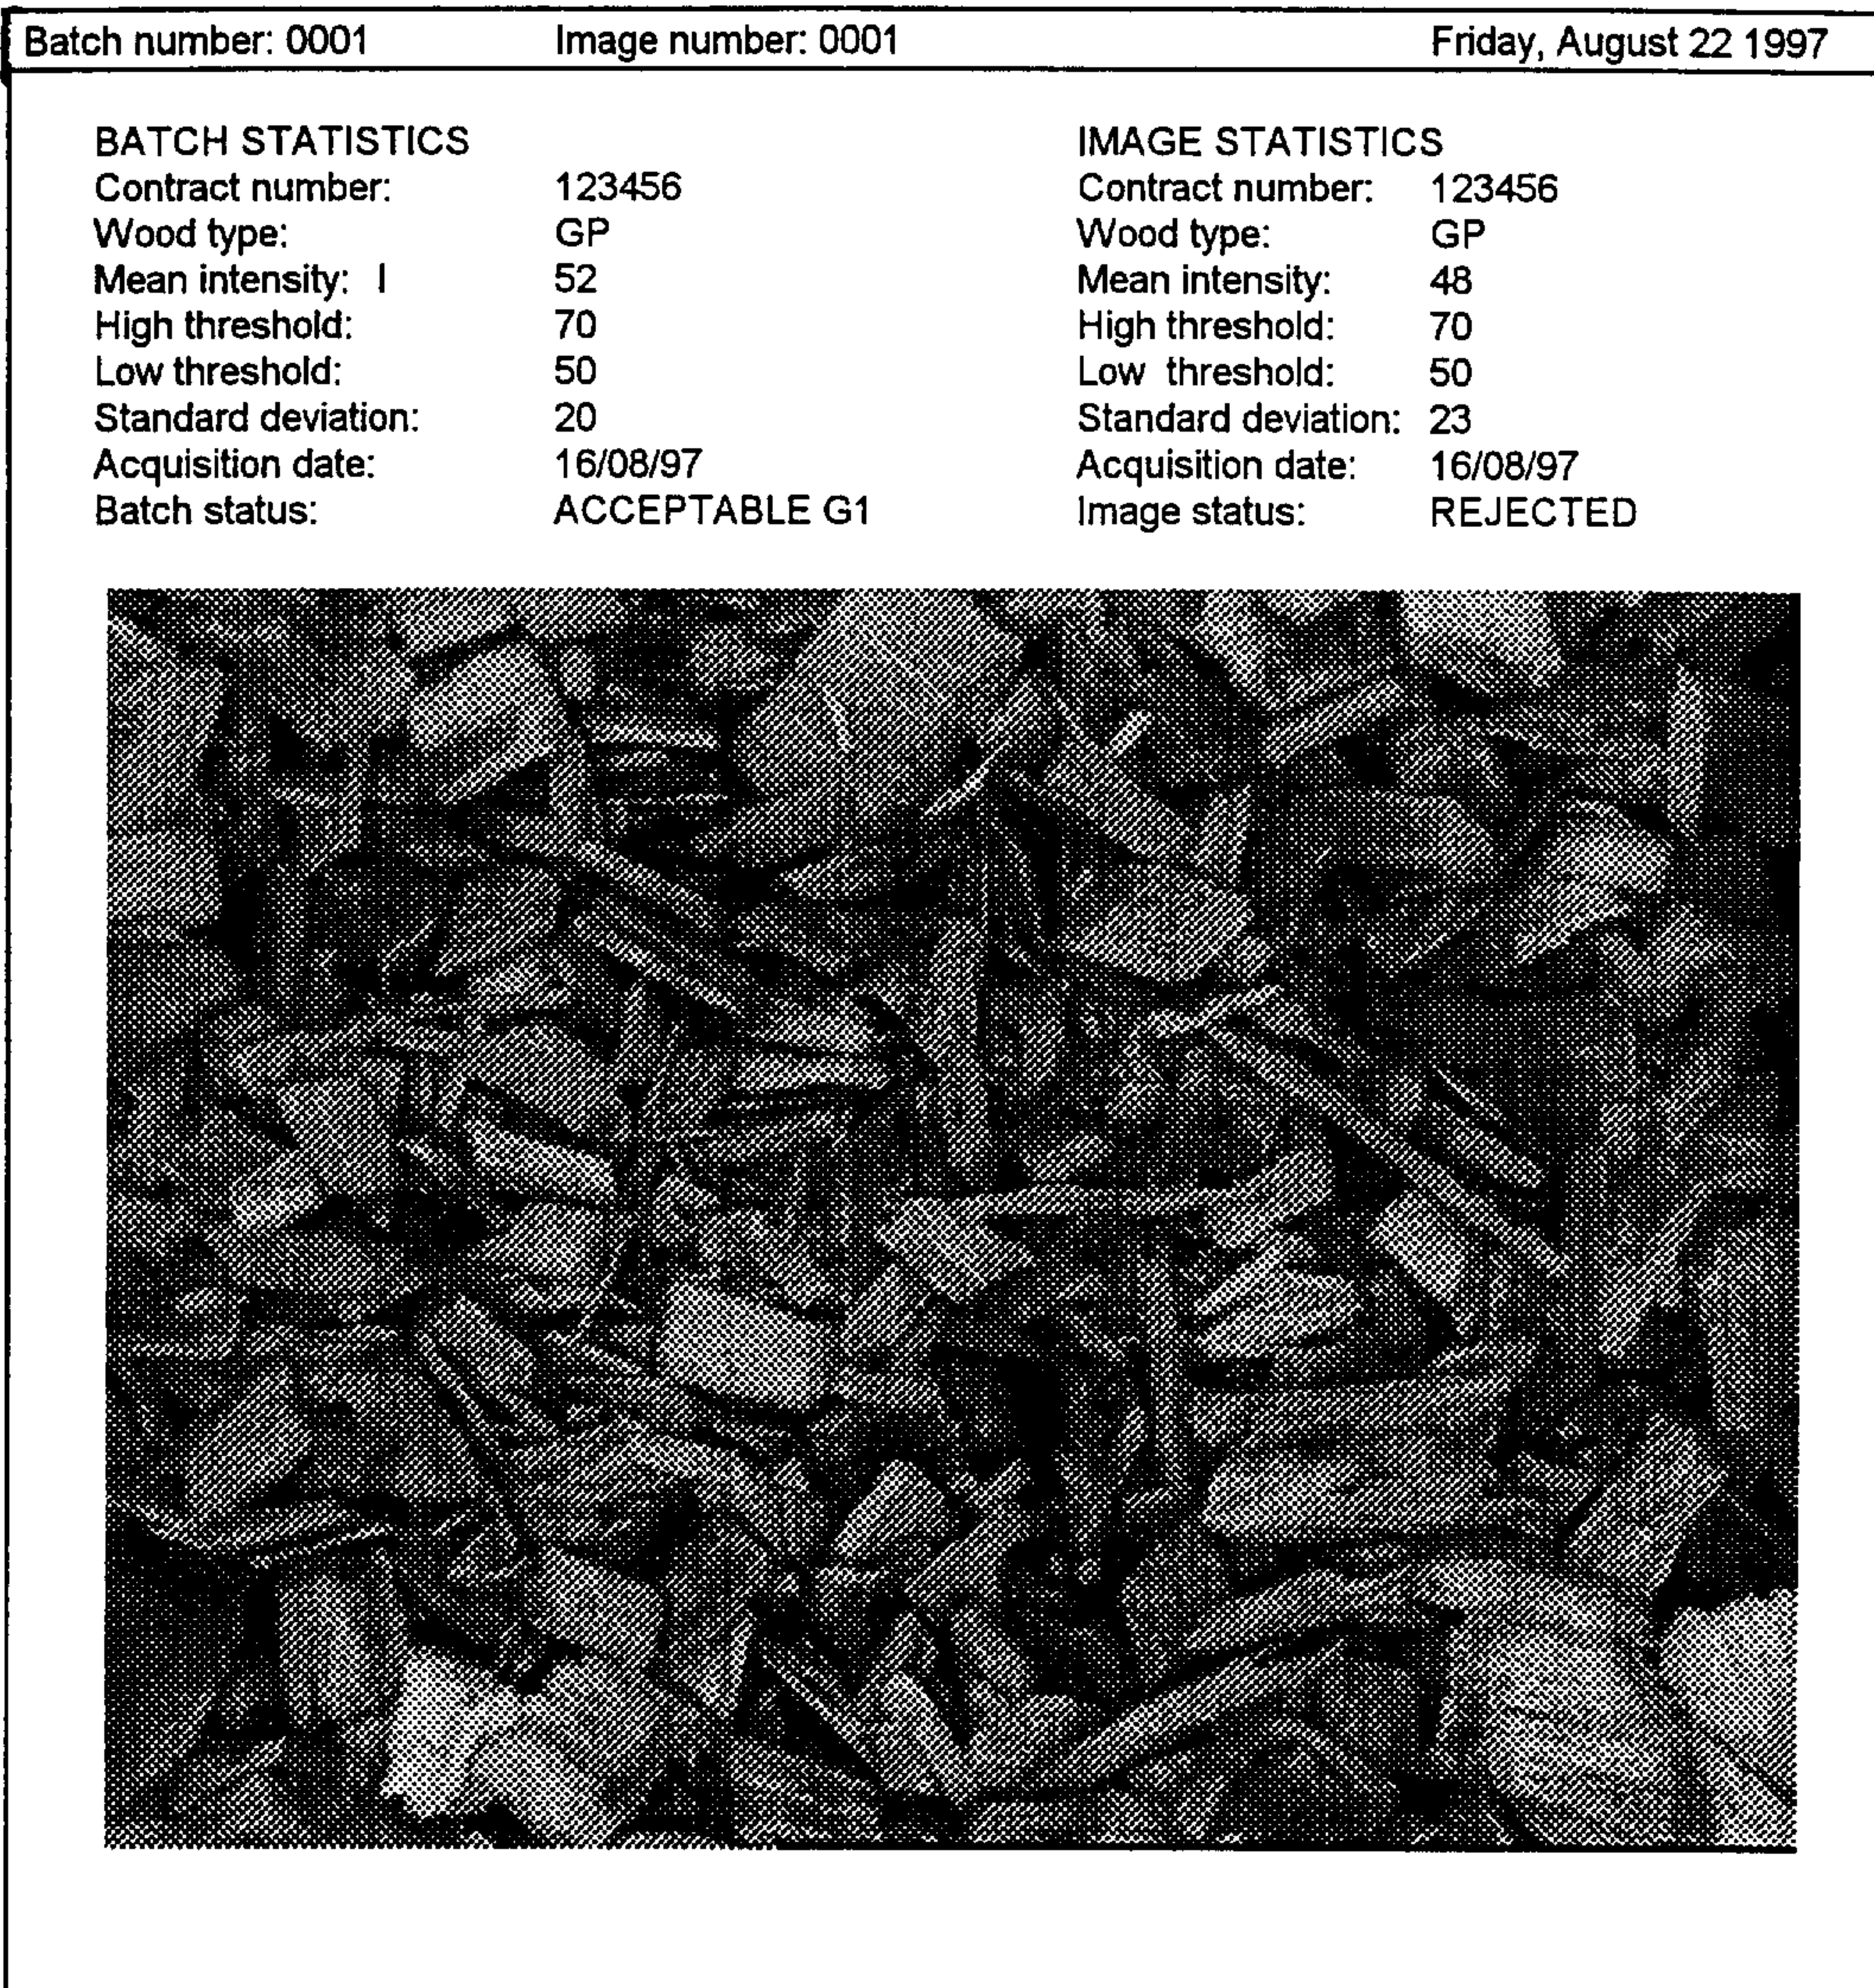 Batch number: 0001 Image number: 0001 Friday, August 22 1997
BATCH STATISTICS
Contract number: 123456
Wood type: GP
Mean intensity: I 52
High threshold: 70
Low threshold: 50
Standard deviation: 20
Acquisition date: 16/08/97
Batch status: ACCEPTABLE G1
IMAGE STATISTICS
Contract number: 123456
Wood type: GP
Mean intensity: 48
High threshold: 70
Low threshold: 50
Standard deviation: 23
Acquisition date: 16/08/97
Image status: REJECTED